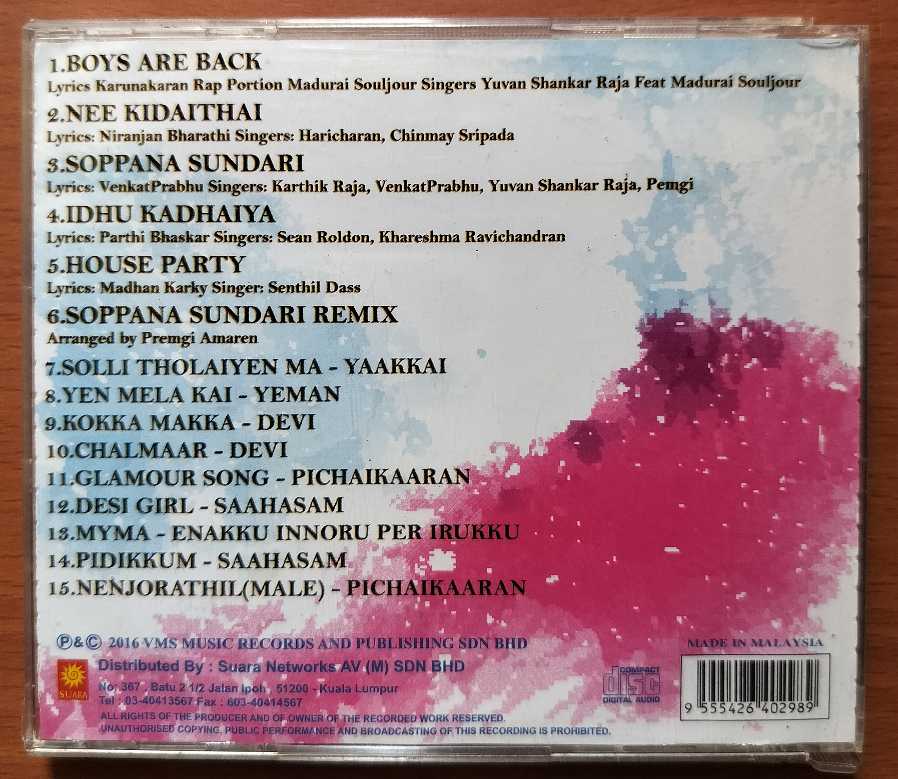 1.BOYS ARE BACK
Lyrics Karunakaran Rap Portion Madurai Souljour Singers Yuvan Shankar Raja Feat Madurai Souljour
2.NEE KIDAITHAI
Lyrics: Niranjan Bharathi Singers: Haricharan, Chinmay Sripada
3.SOPPANA SUNDARI
Lyrics: VenkatPrabhu Singers: Karthik Raja, VenkatPrabhu, Yuvan Shankar Raja, Pemgi
4.IDHU KADHAIYA
Lyrics: Parthi Bhaskar Singers: Sean Roldon, Khareshma Ravichandran
5.HOUSE PARTY
Lyrics: Madhan Karky Singer: Senthil Dass
6.SOPPANA SUNDARI REMIX
Arranged by Premgi Amaren
7.SOLLI THOLAIYEN MA - YAAKKAI
8.YEN MELA KAI - YEMAN
9.KOKKA MAKKA - DEVI
10.CHALMAAR - DEVI
11.GLAMOUR SONG - PICHAIKAARAN
12.DESI GIRL - SAAHASAM
13.MYMA - ENAKKU INNORU PER IRUKKU
14.PIDIKKUM - SAAHASAM
15.NENJORATHIL(MALE) - PICHAIKAARAN
Ⓟ&© 2016 VMS MUSIC RECORDS AND PUBLISHING SDN BHD
MADE IN MALAYSIA
SUARA
Distributed By : Suara Networks AV (M) SDN BHD
No: 367 . Batu 2 1/2 Jalan Ipoh , 51200 - Kuala Lumpur
Tel : 03-40413567 Fax : 603-40414567
ALL RIGHTS OF THE PRODUCER AND OF OWNER OF THE RECORDED WORK RESERVED.
UNAUTHORISED COPYING, PUBLIC PERFORMANCE AND BROADCASTING OF THIS RECORDING IS PROHIBITED.
COMPACT
disc
DIGITAL AUDIO
9 555426 402989